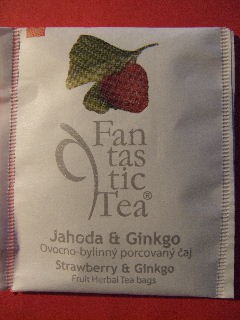 Fan
tas
tic
Tea®
Jahoda & Ginkgo
Ovocno-bylinný porcovaný čaj
Strawberry & Ginkgo
Fruit Herbal Tea bags